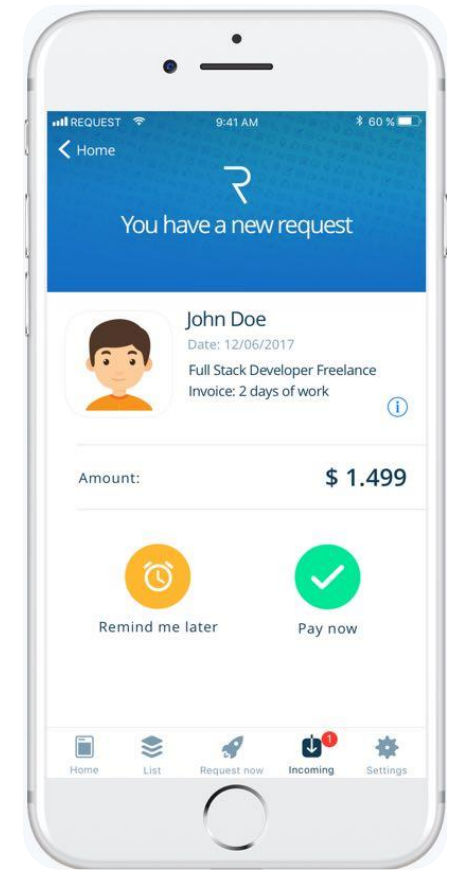 REQUEST 9:41 AM 60 %
Home
You have a new request
John Doe
Date: 12/06/2017
Full Stack Developer Freelance
Invoice: 2 days of work
i
Amount: $ 1.499
Remind me later Pay now
1
Home List Request now Incoming Settings